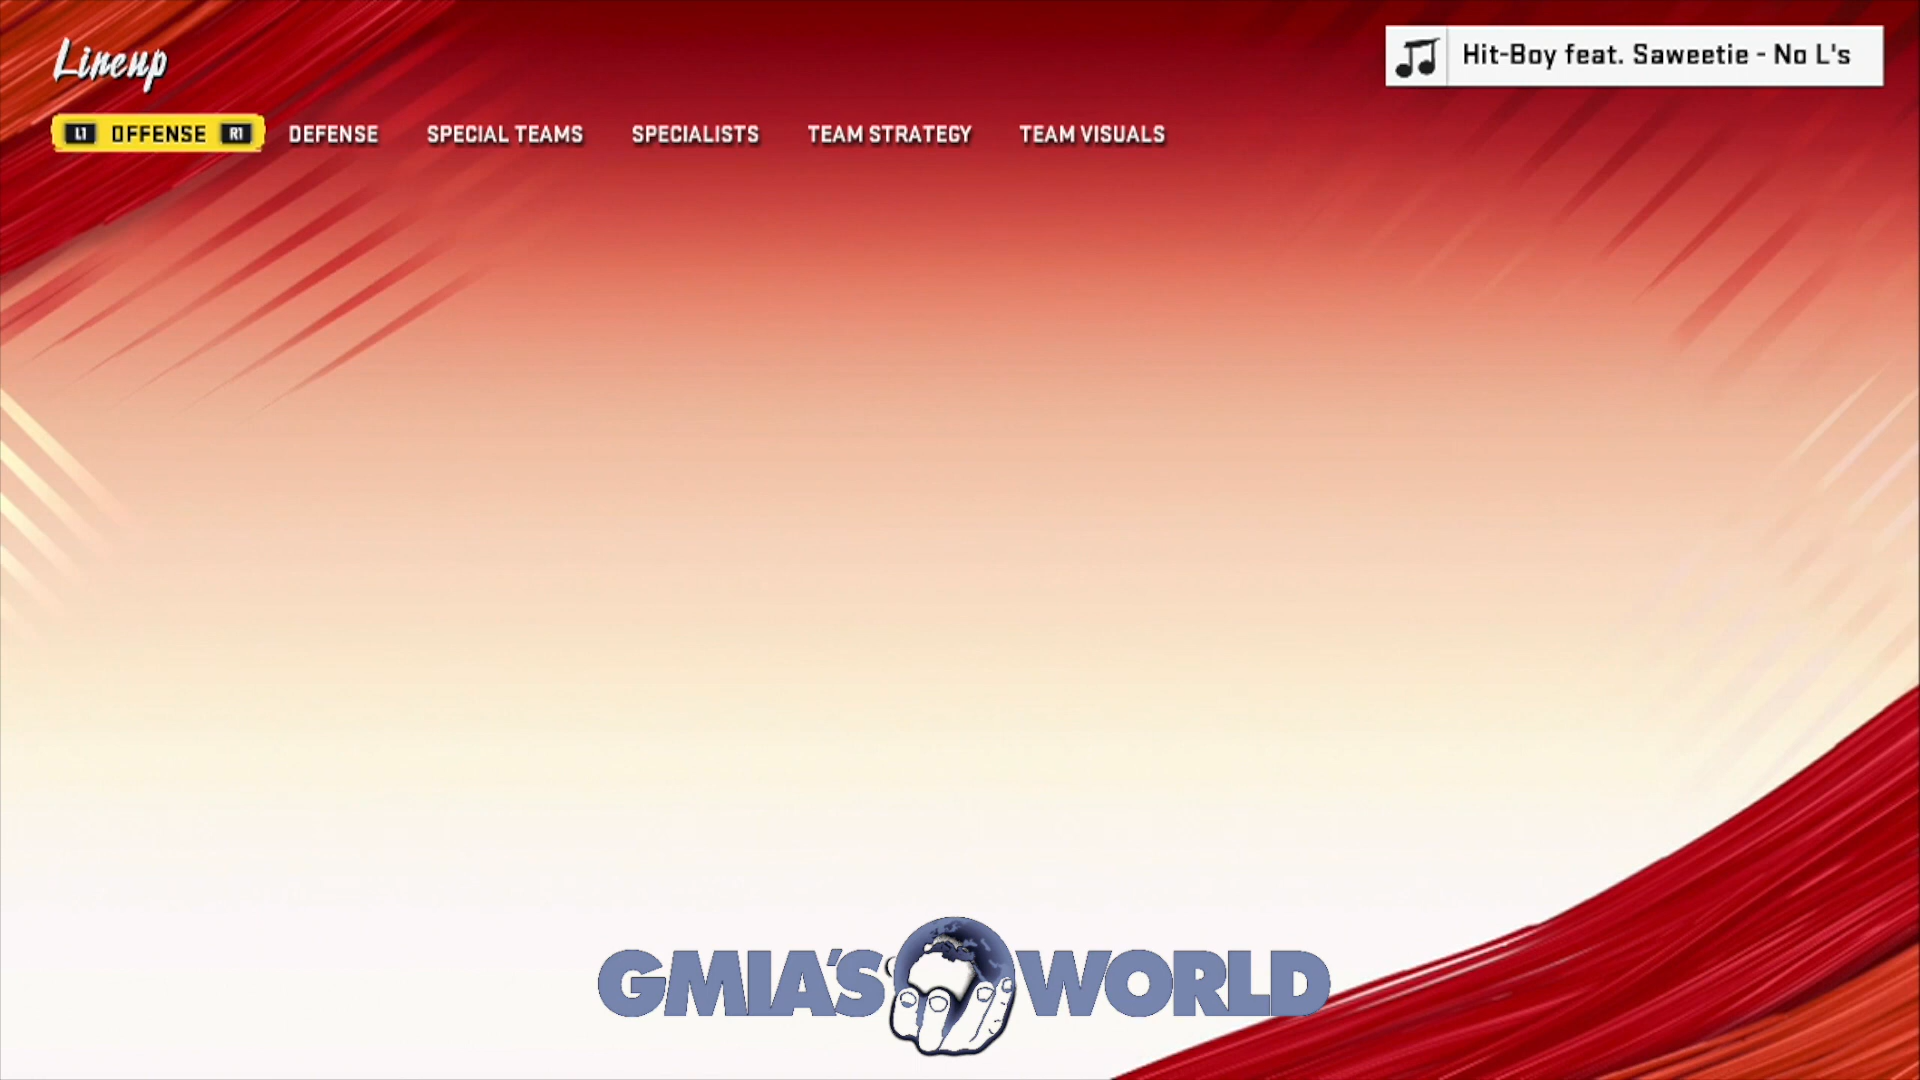 Lineup
Hit-Boy feat. Saweetie - No L's
L1 OFFENSE R1 DEFENSE SPECIAL TEAMS SPECIALISTS TEAM STRATEGY TEAM VISUALS
GMIA'S WORLD